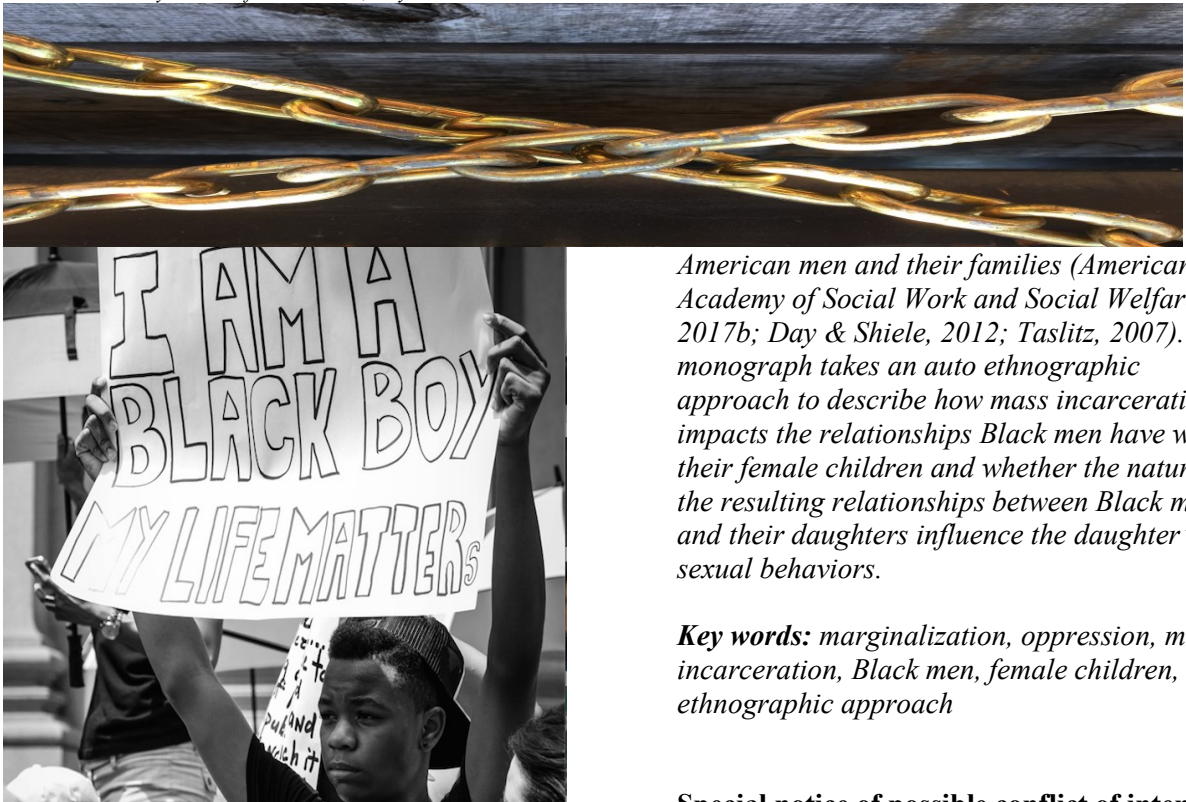 I AM A
BLACK BOY
MY LIFE MATTERS
and
it
American men and their families (American
Academy of Social Work and Social Welfar
2017b; Day & Shiele, 2012; Taslitz, 2007).
monograph takes an auto ethnographic
approach to describe how mass incarcerati
impacts the relationships Black men have w
their female children and whether the natur
the resulting relationships between Black m
and their daughters influence the daughter'
sexual behaviors.
Key words: marginalization, oppression, m
incarceration, Black men, female children,
ethnographic approach
Special notice of possible conflict of inter